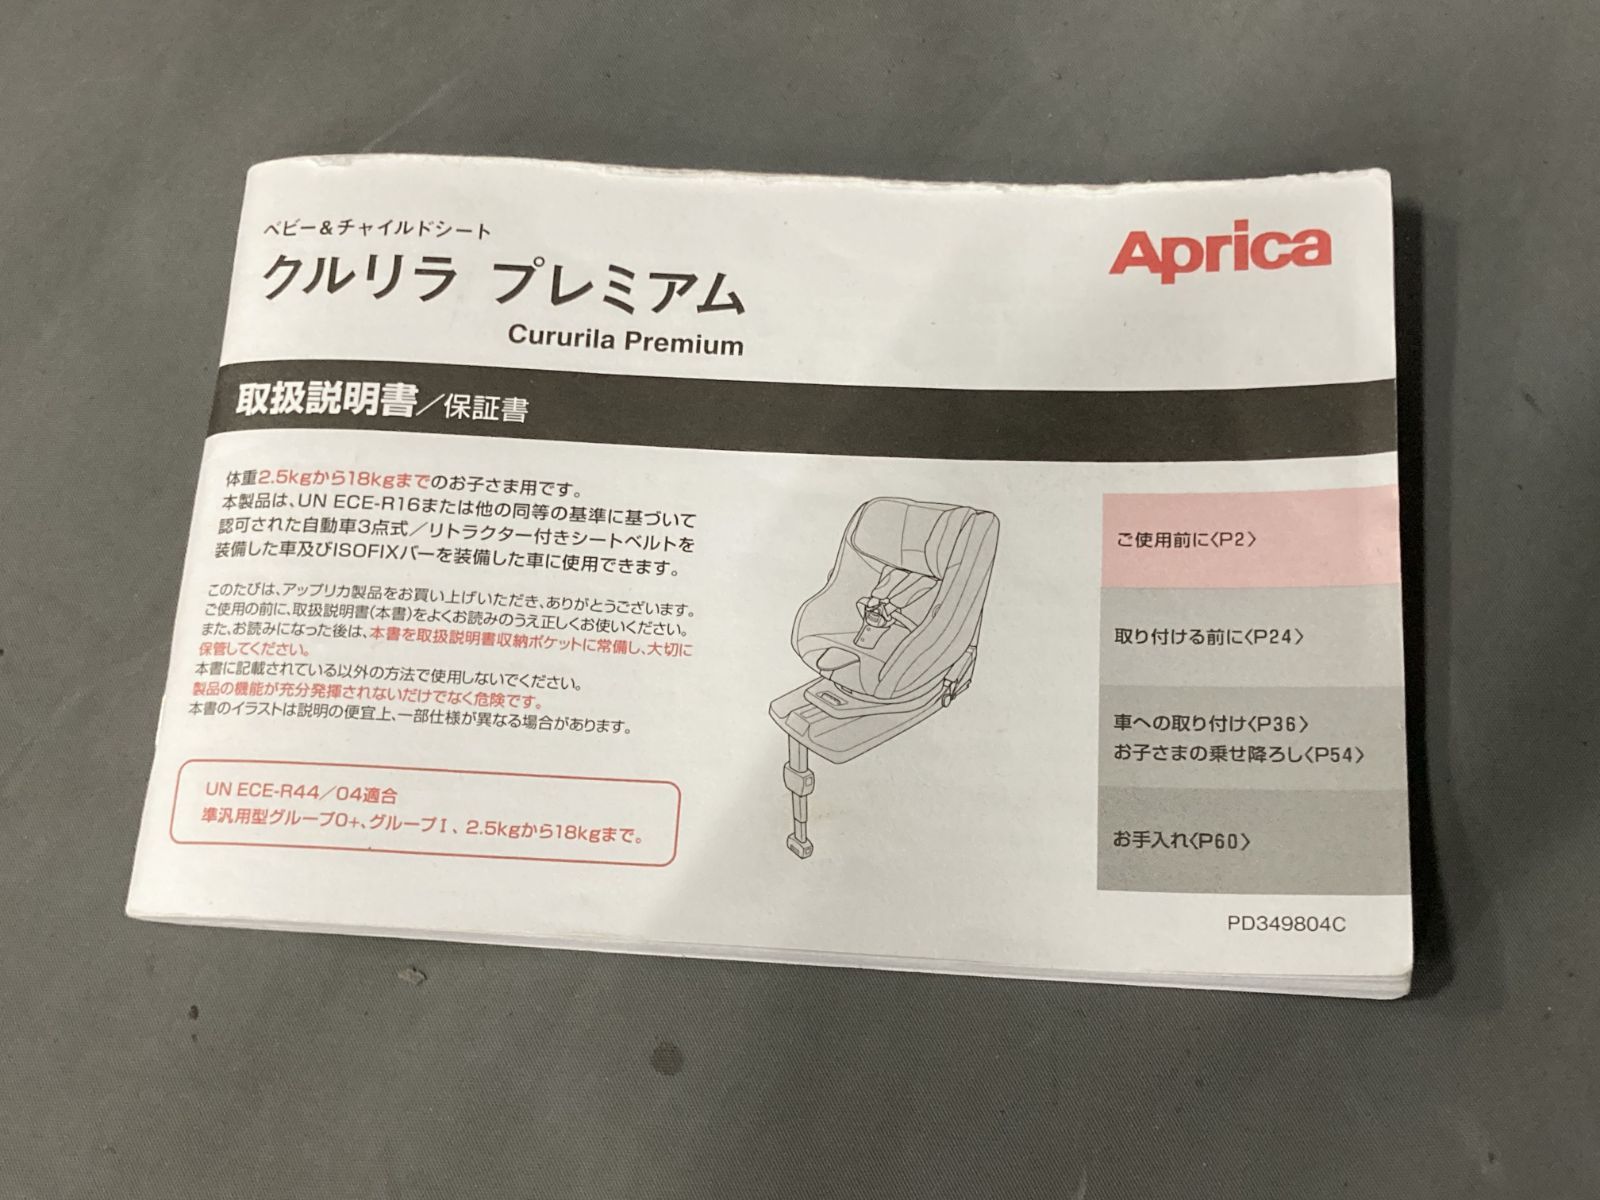 ベビー&チャイルドシート
クルリラ プレミアム
Cururila Premium
Aprica
取扱説明書／保証書
体重2.5kgから18kgまでのお子さま用です。
本製品は、UN ECE-R16または他の同等の基準に基づいて
認可された自動車3点式／リトラクター付きシートベルトを
装備した車及びISOFIXバーを装備した車に使用できます。
このたびは、アップリカ製品をお買い上げいただき、ありがとうございます。
ご使用の前に、取扱説明書(本書)をよくお読みのうえ正しくお使いください。
また、お読みになった後は、本書を取扱説明書収納ポケットに常備し、大切に
保管してください。
本書に記載されている以外の方法で使用しないでください。
製品の機能が充分発揮されないだけでなく危険です。
本書のイラストは説明の便宜上、一部仕様が異なる場合があります。
UN ECE-R44／04適合
準汎用型グループ0+、グループⅠ、2.5kgから18kgまで。
ご使用前に〈P2〉
取り付ける前に〈P24〉
車への取り付け〈P36〉
お子さまの乗せ降ろし〈P54〉
お手入れ〈P60〉
PD349804C